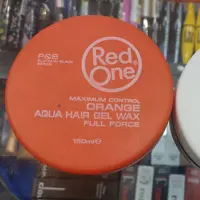 Red
One
MAXIMUM CONTROL
ORANGE
AQUA HAIR GEL WAX
FULL FORCE
150ml e